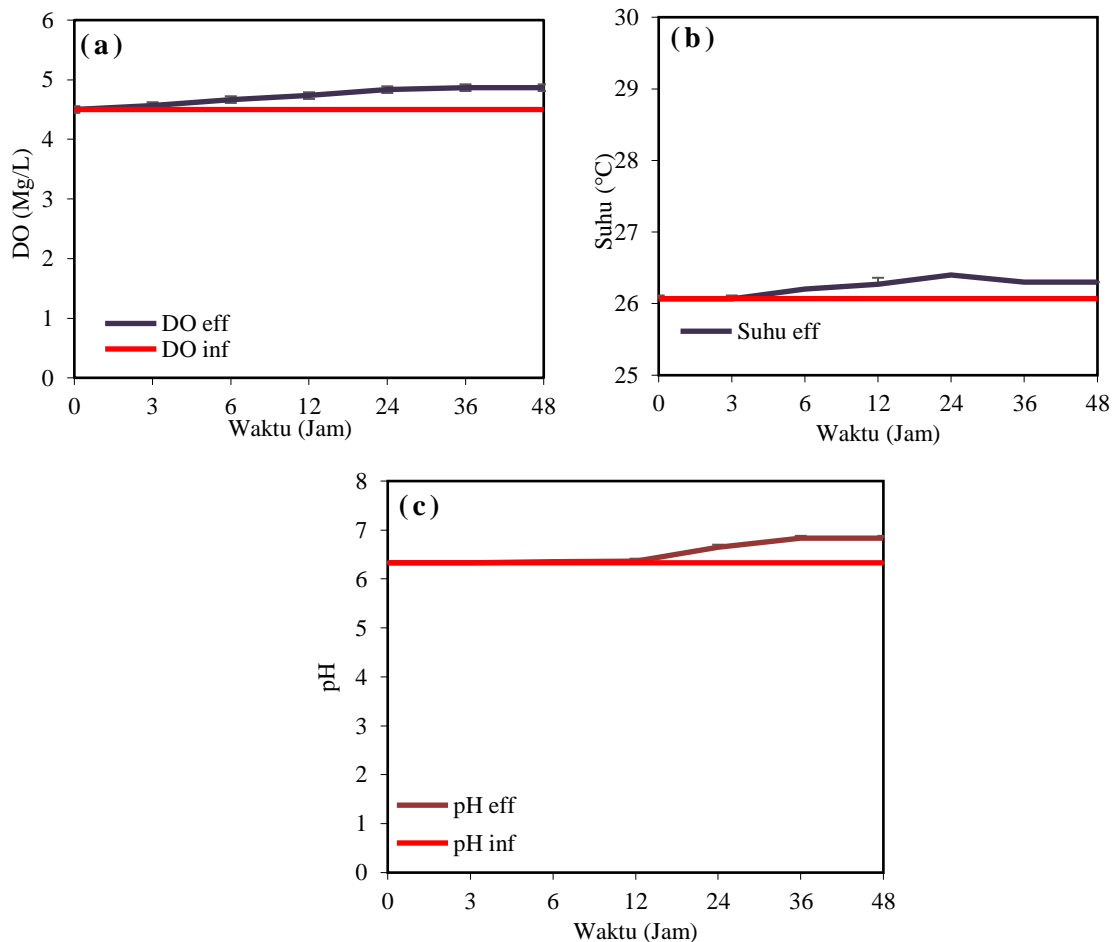 (a)
DO (Mg/L)
6
5
4
3
2
1
0
DO eff
DO inf
0 3 6 12 24 36 48
Waktu (Jam)
(b)
Suhu (°C)
30
29
28
27
26
25
Suhu eff
0 3 6 12 24 36 48
Waktu (Jam)
(c)
pH
8
7
6
5
4
3
2
1
0
pH eff
pH inf
0 3 6 12 24 36 48
Waktu (Jam)